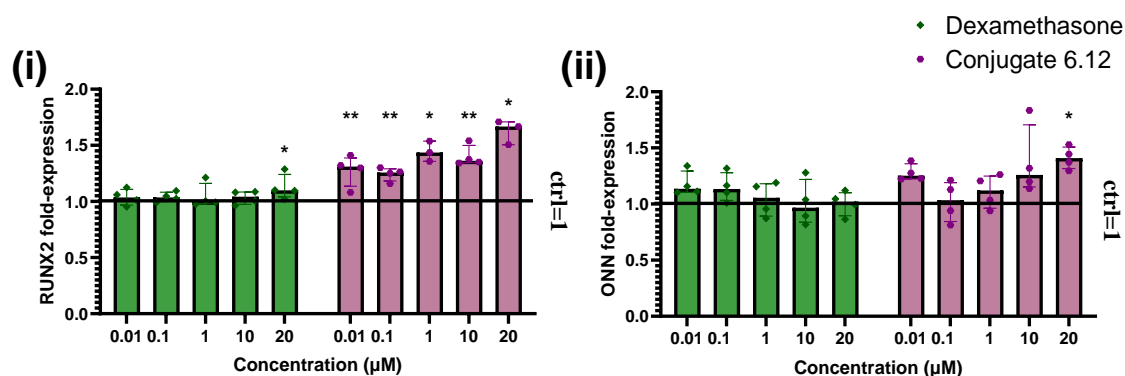 Dexamethasone
Conjugate 6.12
(i)
RUNX2 fold-expression
2.0
1.5
1.0
0.5
0.0
* ** ** * ** *
ctrl=1
0.01 0.1 1 10 20 0.01 0.1 1 10 20
Concentration (µM)
(ii)
ONN fold-expression
2.0
1.5
1.0
0.5
0.0
*
ctrl=1
0.01 0.1 1 10 20 0.01 0.1 1 10 20
Concentration (µM)